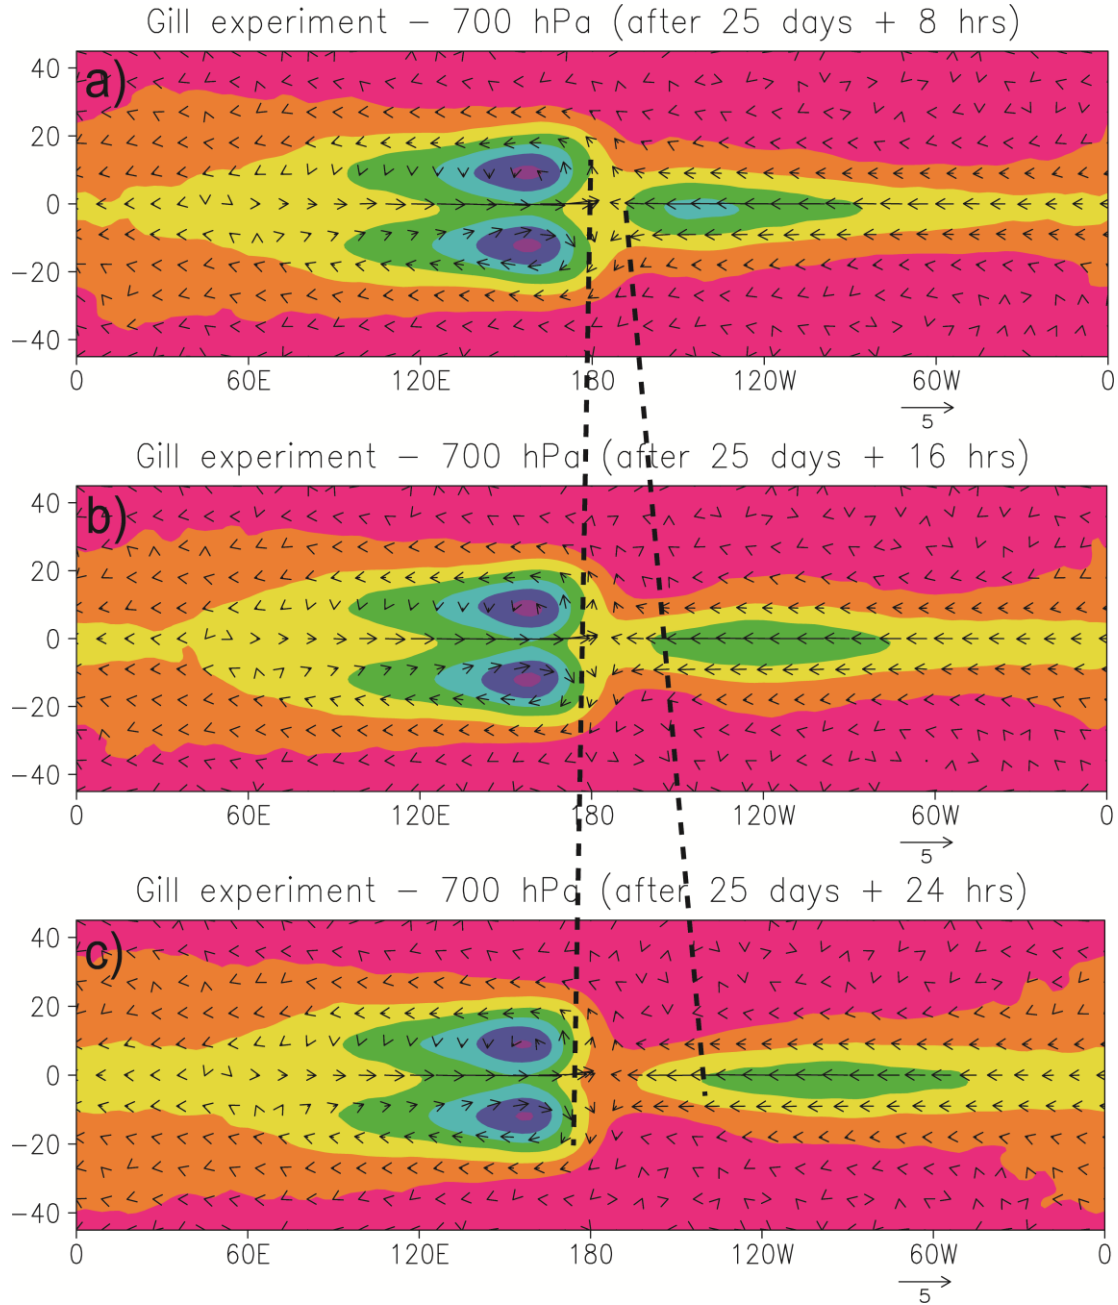 Gill experiment – 700 hPa (after 25 days + 8 hrs)
a)
40
20
0
−20
−40
0 60E 120E 180 120W 60W 0
5
Gill experiment – 700 hPa (after 25 days + 16 hrs)
b)
40
20
0
−20
−40
0 60E 120E 180 120W 60W 0
5
Gill experiment – 700 hPa (after 25 days + 24 hrs)
c)
40
20
0
−20
−40
0 60E 120E 180 120W 60W 0
5